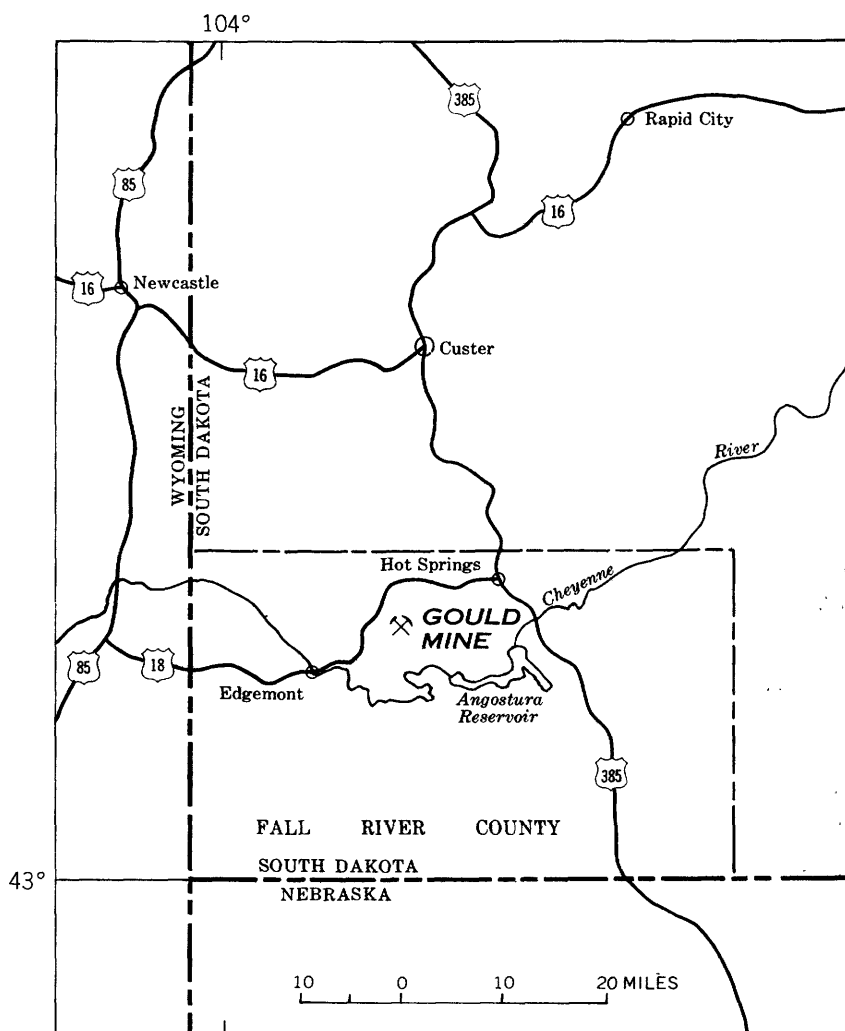 104°
385
Rapid City
85
16
Newcastle
16
Custer
16
WYOMING
SOUTH DAKOTA
River
Hot Springs
Cheyenne
GOULD
MINE
85
18
Edgemont
Angostura
Reservoir
385
FALL RIVER COUNTY
SOUTH DAKOTA
43°
NEBRASKA
10 0 10 20 MILES